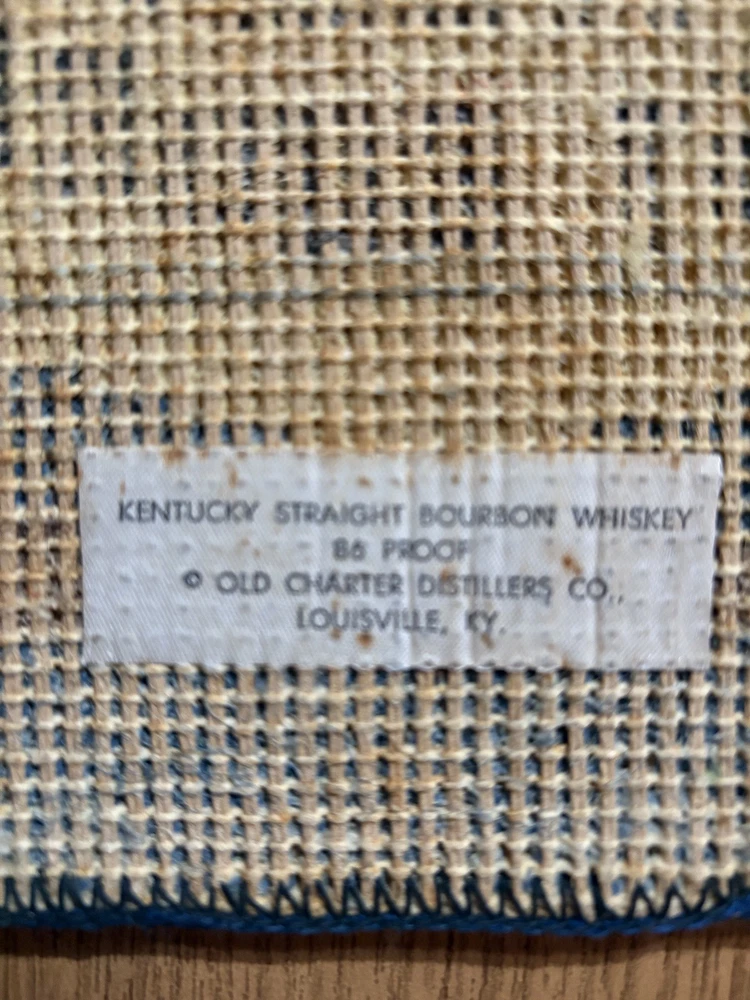 KENTUCKY STRAIGHT BOURBON WHISKEY
86 PROOF
© OLD CHARTER DISTILLERS CO.,
LOUISVILLE, KY.